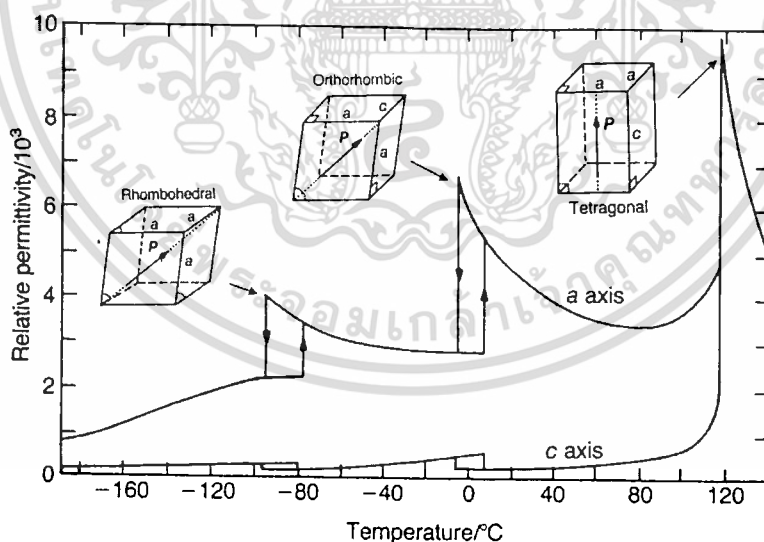 10
8
6
4
2
0
Relative permittivity/10³
Orthorhombic
a
c
P
a
Rhombohedral
a
a
P
a
a
a
P
c
Tetragonal
a axis
c axis
−160
−120
−80
−40
0
40
80
120
Temperature/°C